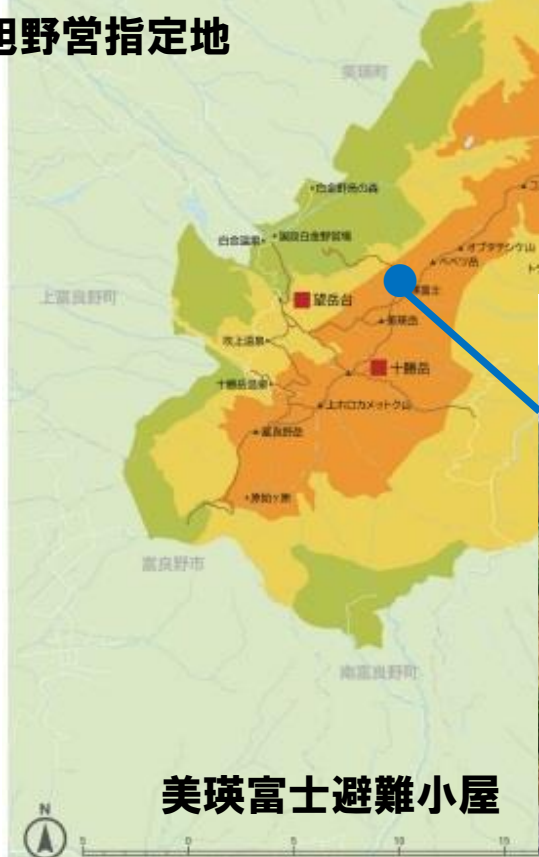 旭野営指定地
美瑛町
白金野鳥の森
白金温泉
国設白金野営場
オプタテシケ山
ベベツ岳
富士
上富良野町
望岳台
美瑛岳
吹上温泉
十勝岳
十勝岳温泉
上ホロカメットク山
富良野岳
原始ヶ原
富良野市
南富良野町
美瑛富士避難小屋
N
5 0 5 10 15